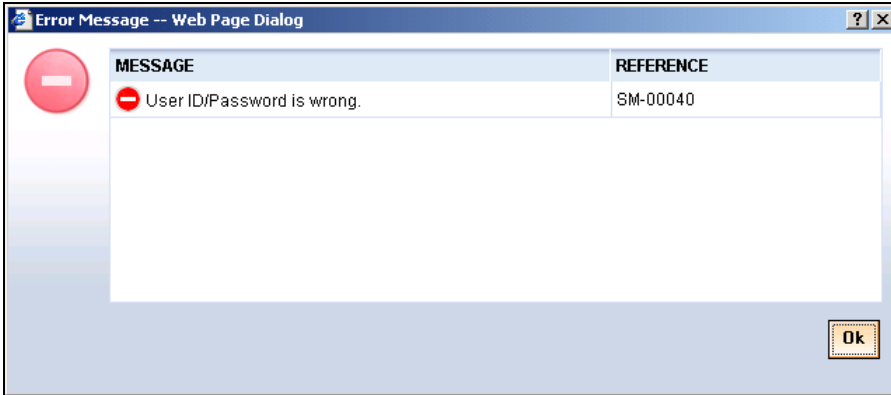 Error Message -- Web Page Dialog
MESSAGE REFERENCE
User ID/Password is wrong. SM-00040
Ok